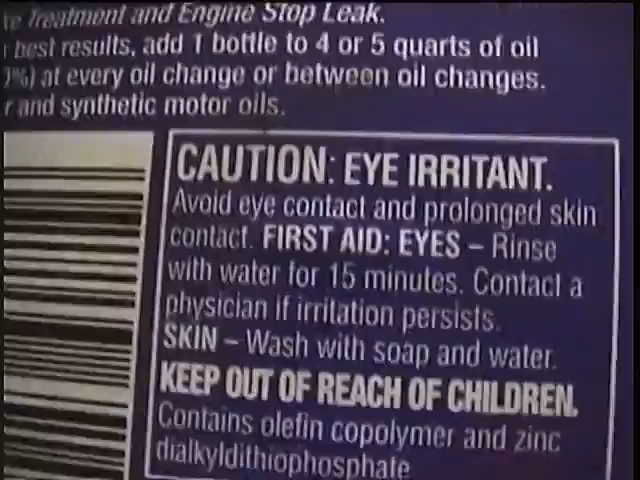 Treatment and Engine Stop Leak.
best results, add 1 bottle to 4 or 5 quarts of oil
%) at every oil change or between oil changes.
r and synthetic motor oils.
CAUTION: EYE IRRITANT.
Avoid eye contact and prolonged skin
contact. FIRST AID: EYES – Rinse
with water for 15 minutes. Contact a
physician if irritation persists.
SKIN – Wash with soap and water.
KEEP OUT OF REACH OF CHILDREN.
Contains olefin copolymer and zinc
dialkyldithiophosphate